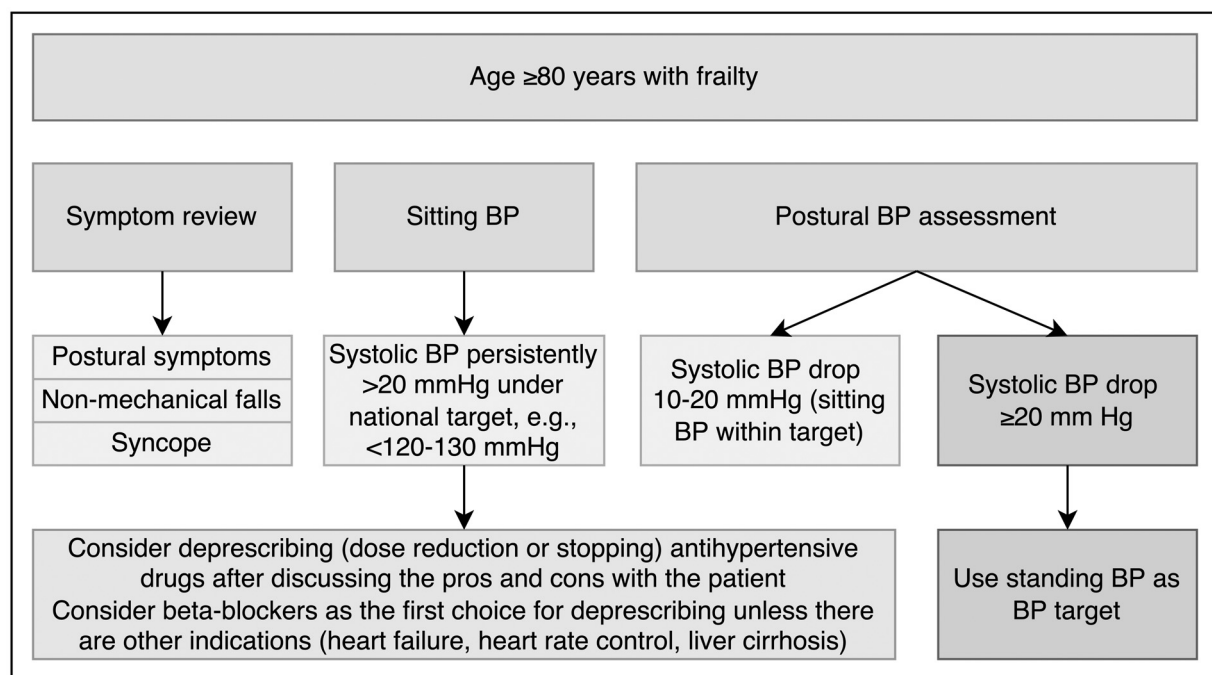 Age ≥80 years with frailty
Symptom review
Sitting BP
Postural BP assessment
Postural symptoms
Non-mechanical falls
Syncope
Systolic BP persistently
>20 mmHg under
national target, e.g.,
<120-130 mmHg
Systolic BP drop
10-20 mmHg (sitting
BP within target)
Systolic BP drop
≥20 mm Hg
Consider deprescribing (dose reduction or stopping) antihypertensive
drugs after discussing the pros and cons with the patient
Consider beta-blockers as the first choice for deprescribing unless there
are other indications (heart failure, heart rate control, liver cirrhosis)
Use standing BP as
BP target